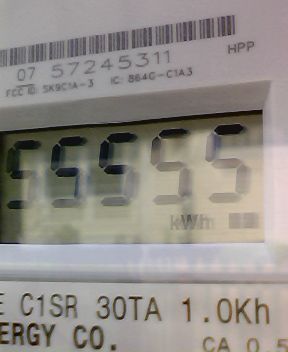 07 57245311
HPP
FCC ID: SK9C1A-3 IC: 864G-C1A3
55555
kWh
E C1SR 30TA 1.0Kh
ERGY CO.
CA 0.5